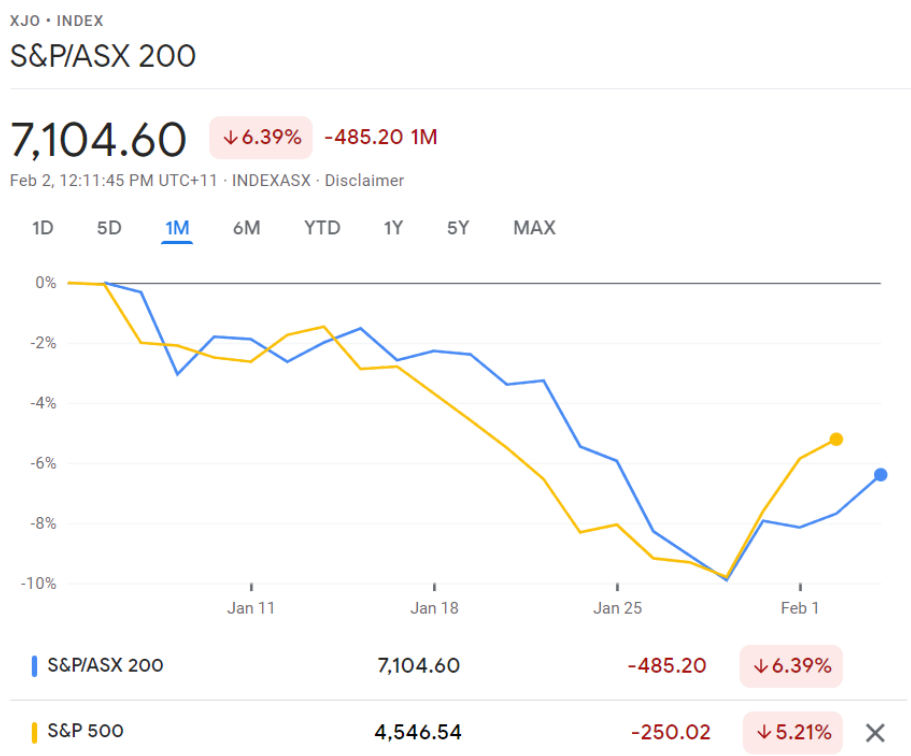 XJO • INDEX
S&P/ASX 200
7,104.60 ↓6.39% -485.20 1M
Feb 2, 12:11:45 PM UTC+11 · INDEXASX · Disclaimer
1D 5D 1M 6M YTD 1Y 5Y MAX
0%
-2%
-4%
-6%
-8%
-10%
Jan 11 Jan 18 Jan 25 Feb 1
S&P/ASX 200 7,104.60 -485.20 ↓6.39%
S&P 500 4,546.54 -250.02 ↓5.21%